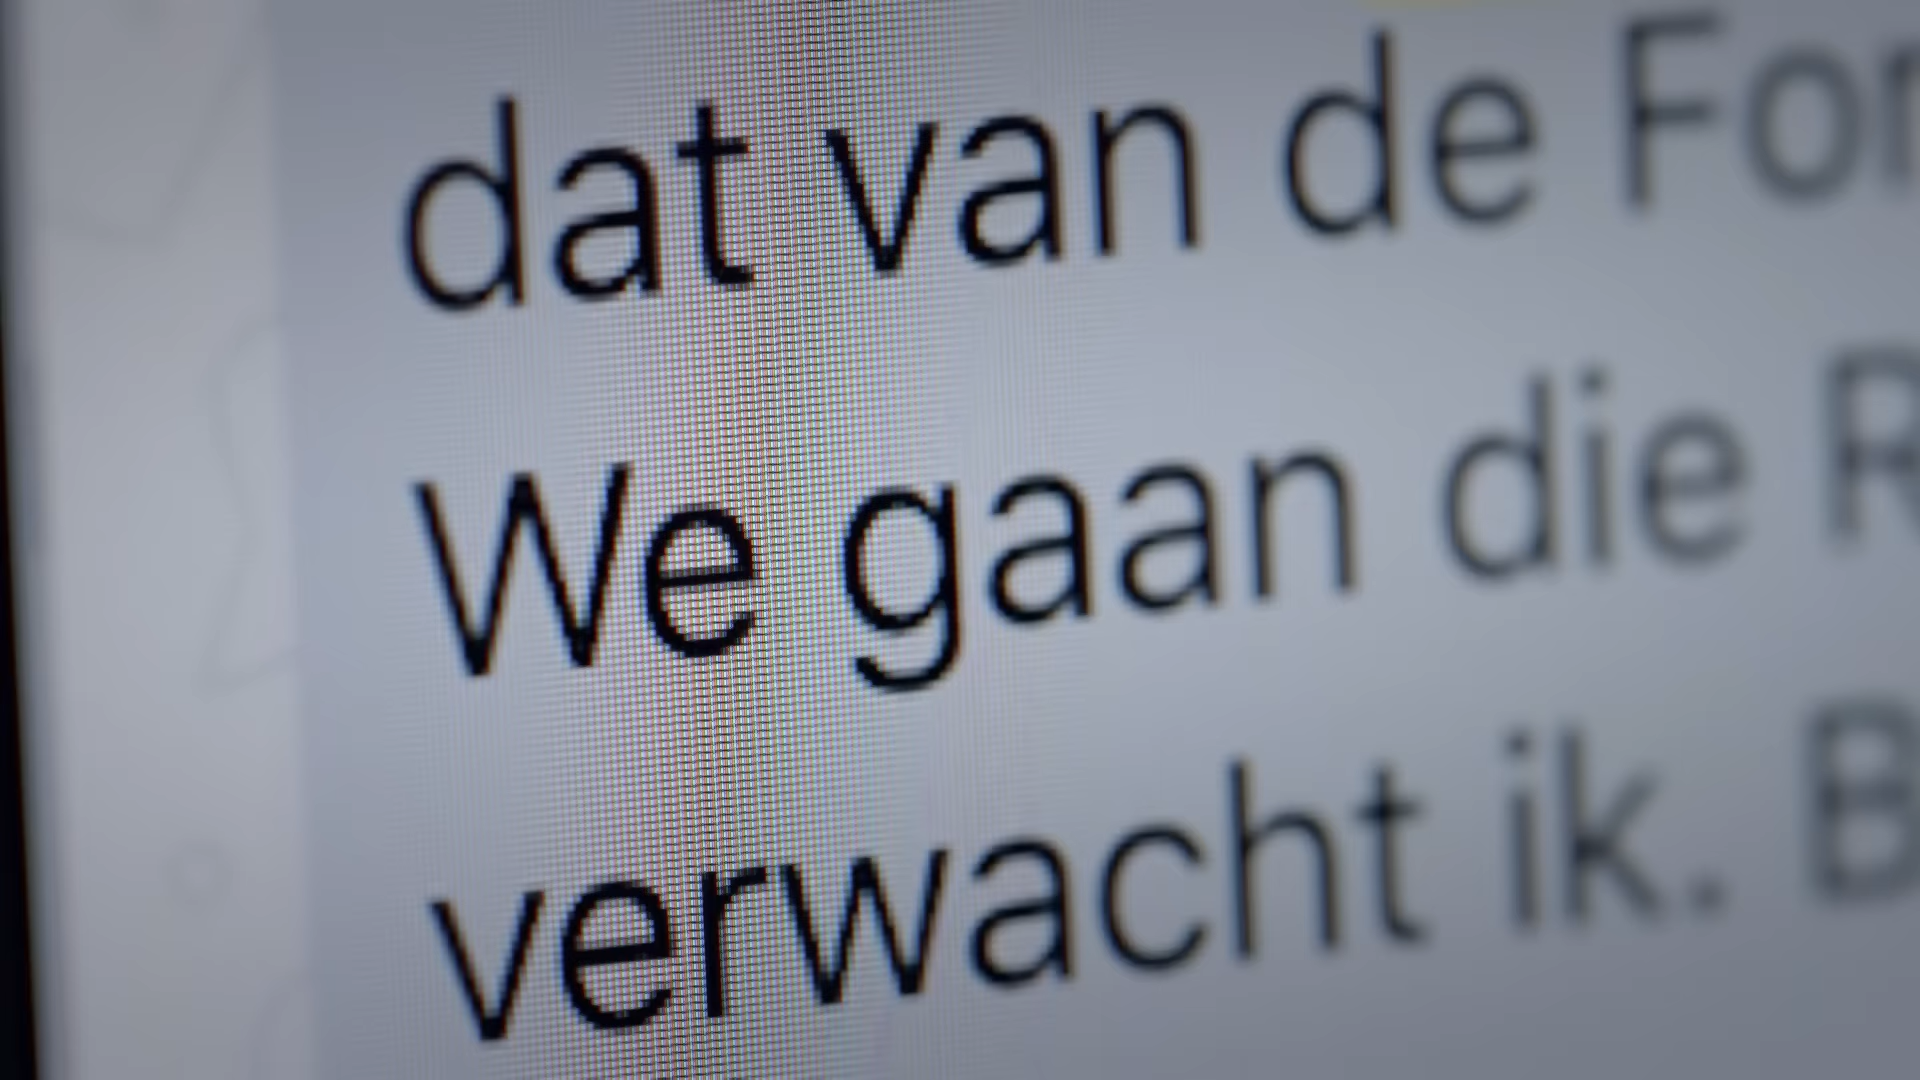 dat van de
We gaan die
verwacht ik.